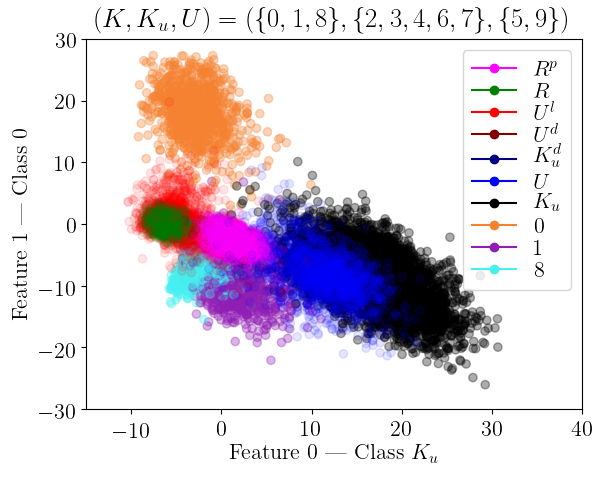 (K, K_u, U) = ({0, 1, 8}, {2, 3, 4, 6, 7}, {5, 9})
30
20
10
0
−10
−20
−30
Feature 1 — Class 0
−10 0 10 20 30 40
Feature 0 — Class K_u
R^p
R
U^l
U^d
K_u^d
U
K_u
0
1
8